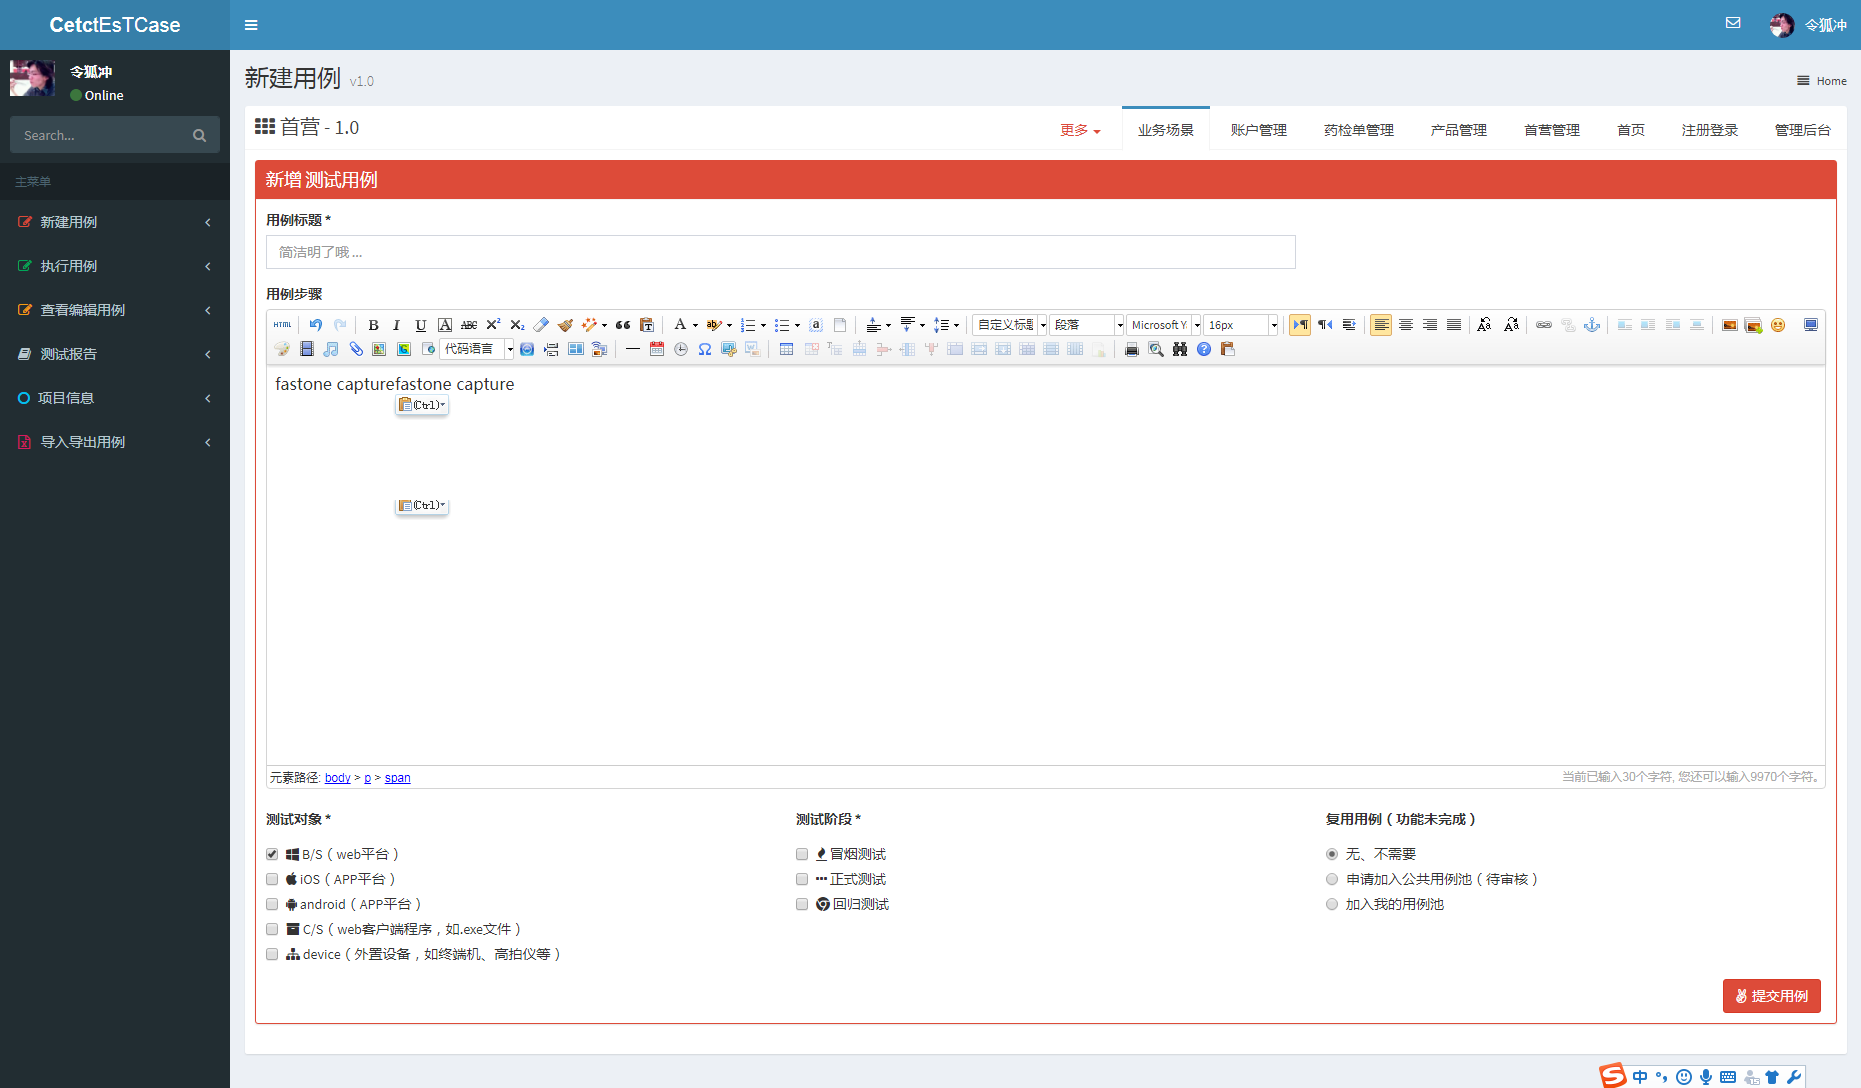 CetctEsTCase
令狐冲
令狐冲
Online
Search...
主菜单
新建用例
执行用例
查看编辑用例
测试报告
项目信息
导入导出用例
新建用例 v1.0
Home
首营 - 1.0
更多 业务场景 账户管理 药检单管理 产品管理 首营管理 首页 注册登录 管理后台
新增 测试用例
用例标题 *
简洁明了哦 ...
用例步骤
HTML B I U A ABC X² X₂ A ab a 自定义标题 段落 Microsoft Y 16px
代码语言 Ω
fastone capturefastone capture
(Ctrl)
(Ctrl)
元素路径: body > p > span
当前已输入30个字符, 您还可以输入9970个字符。
测试对象 *
B/S（web平台）
iOS（APP平台）
android（APP平台）
C/S（web客户端程序，如.exe文件）
device（外置设备，如终端机、高拍仪等）
测试阶段 *
冒烟测试
正式测试
回归测试
复用用例（功能未完成）
无、不需要
申请加入公共用例池（待审核）
加入我的用例池
提交用例
S 中